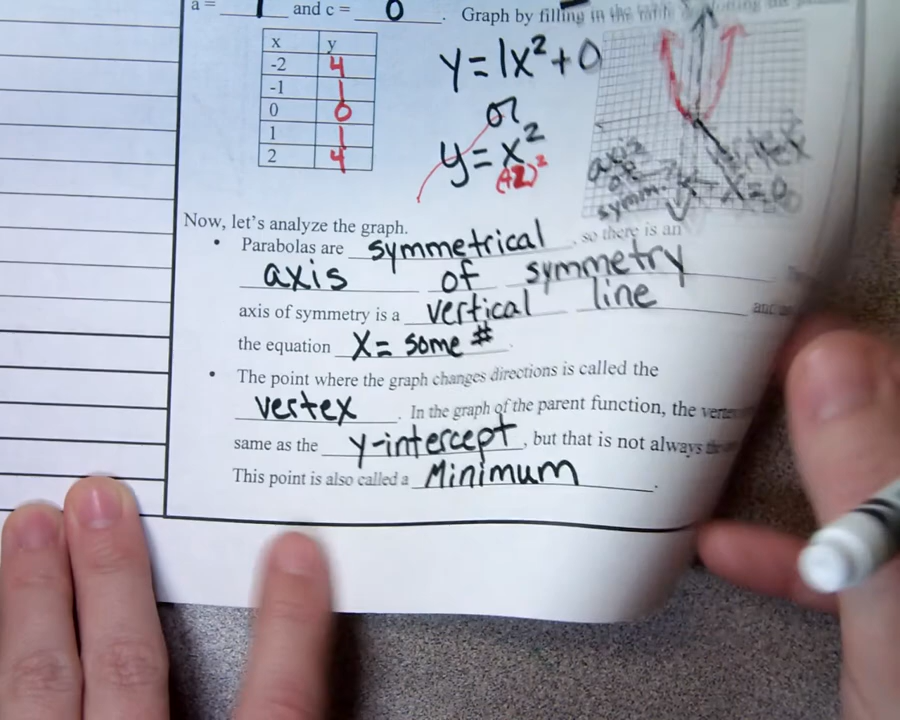 a = 1 and c = 0. Graph by filling in the
x y
-2 4
-1 1
0 0
1 1
2 4
y = 1x² + 0
or
y = x²
(±2)²
axis of symm.
vertex
x = 0
Now, let's analyze the graph.
• Parabolas are symmetrical, so there is an
axis of symmetry
axis of symmetry is a vertical line and
the equation x = some #.
• The point where the graph changes directions is called the
vertex. In the graph of the parent function, the vertex
same as the y-intercept, but that is not always
This point is also called a Minimum.